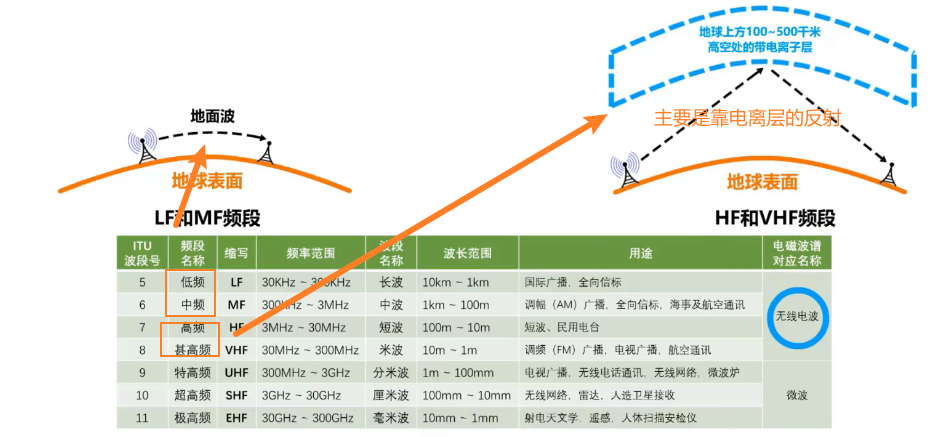 地球上方100~500千米
高空处的带电离子层
地面波
主要是靠电离层的反射
地球表面
地球表面
LF和MF频段
HF和VHF频段
ITU
波段号
频段
名称
缩写
频率范围
波段
名称
波长范围
用途
电磁波谱
对应名称
5 低频 LF 30KHz ~ 300KHz 长波 10km ~ 1km 国际广播、全向信标
6 中频 MF 300KHz ~ 3MHz 中波 1km ~ 100m 调幅（AM）广播、全向信标、海事及航空通讯
无线电波
7 高频 HF 3MHz ~ 30MHz 短波 100m ~ 10m 短波、民用电台
8 甚高频 VHF 30MHz ~ 300MHz 米波 10m ~ 1m 调频（FM）广播、电视广播、航空通讯
9 特高频 UHF 300MHz ~ 3GHz 分米波 1m ~ 100mm 电视广播、无线电话通讯、无线网络、微波炉
10 超高频 SHF 3GHz ~ 30GHz 厘米波 100mm ~ 10mm 无线网络、雷达、人造卫星接收
微波
11 极高频 EHF 30GHz ~ 300GHz 毫米波 10mm ~ 1mm 射电天文学、遥感、人体扫描安检仪